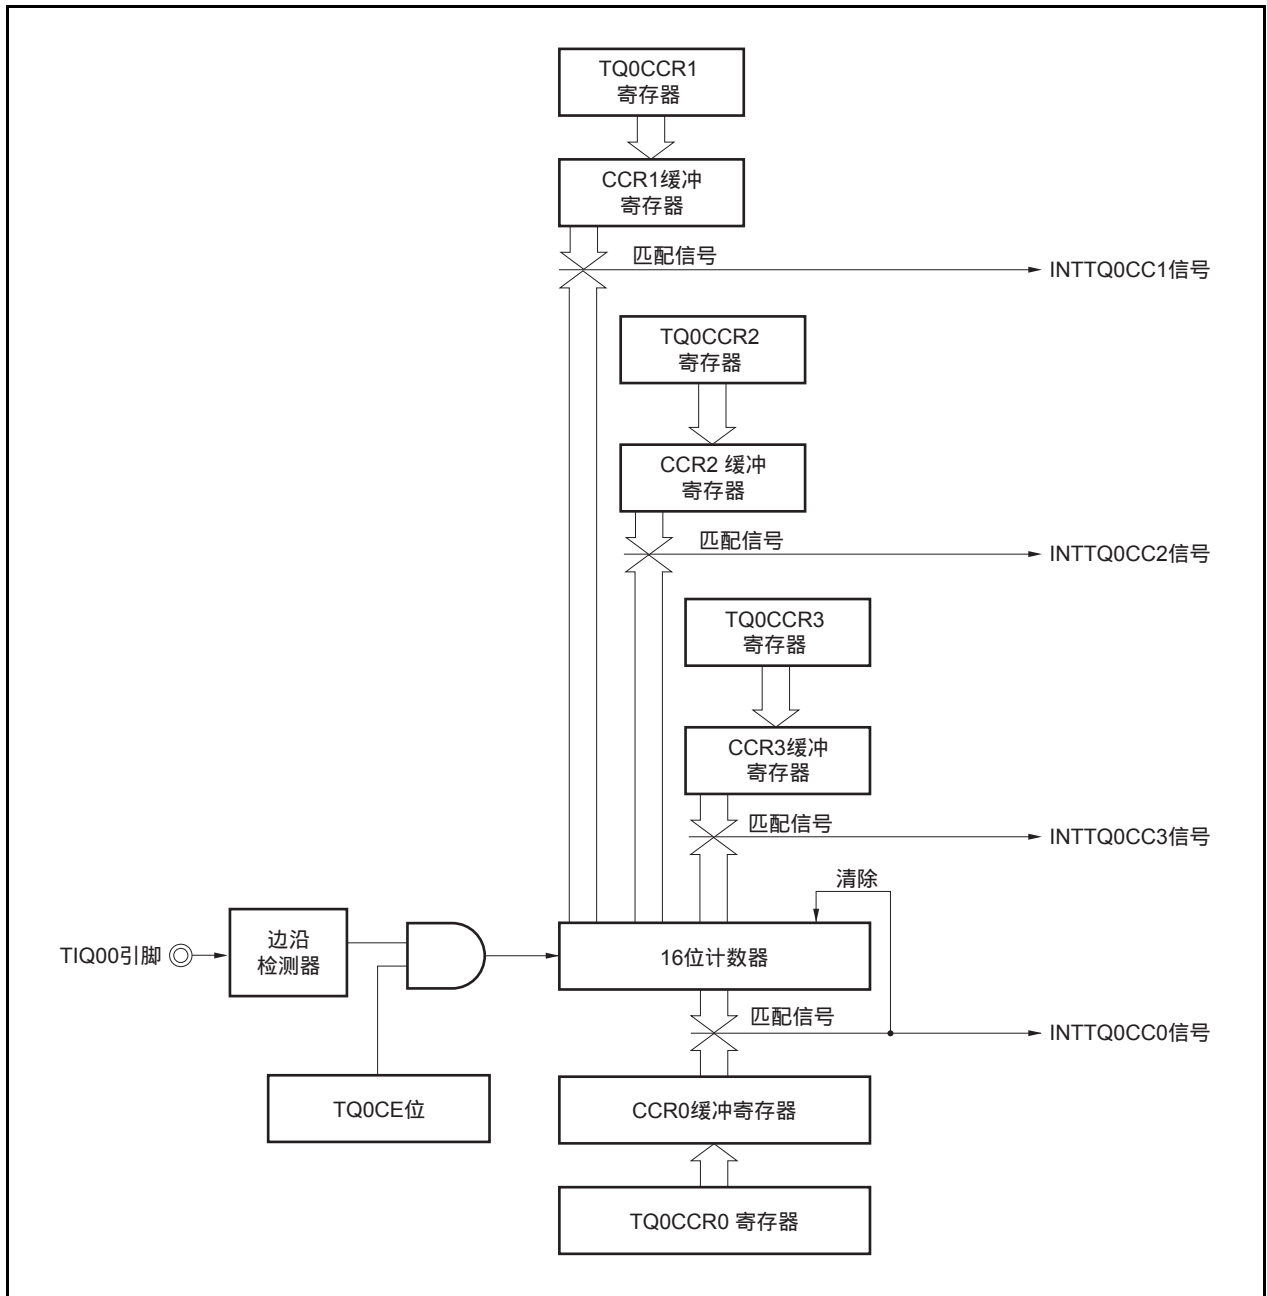 TQ0CCR1
寄存器
CCR1缓冲
寄存器
匹配信号
INTTQ0CC1信号
TQ0CCR2
寄存器
CCR2 缓冲
寄存器
匹配信号
INTTQ0CC2信号
TQ0CCR3
寄存器
CCR3缓冲
寄存器
匹配信号
INTTQ0CC3信号
清除
TIQ00引脚
边沿
检测器
16位计数器
匹配信号
INTTQ0CC0信号
TQ0CE位
CCR0缓冲寄存器
TQ0CCR0 寄存器